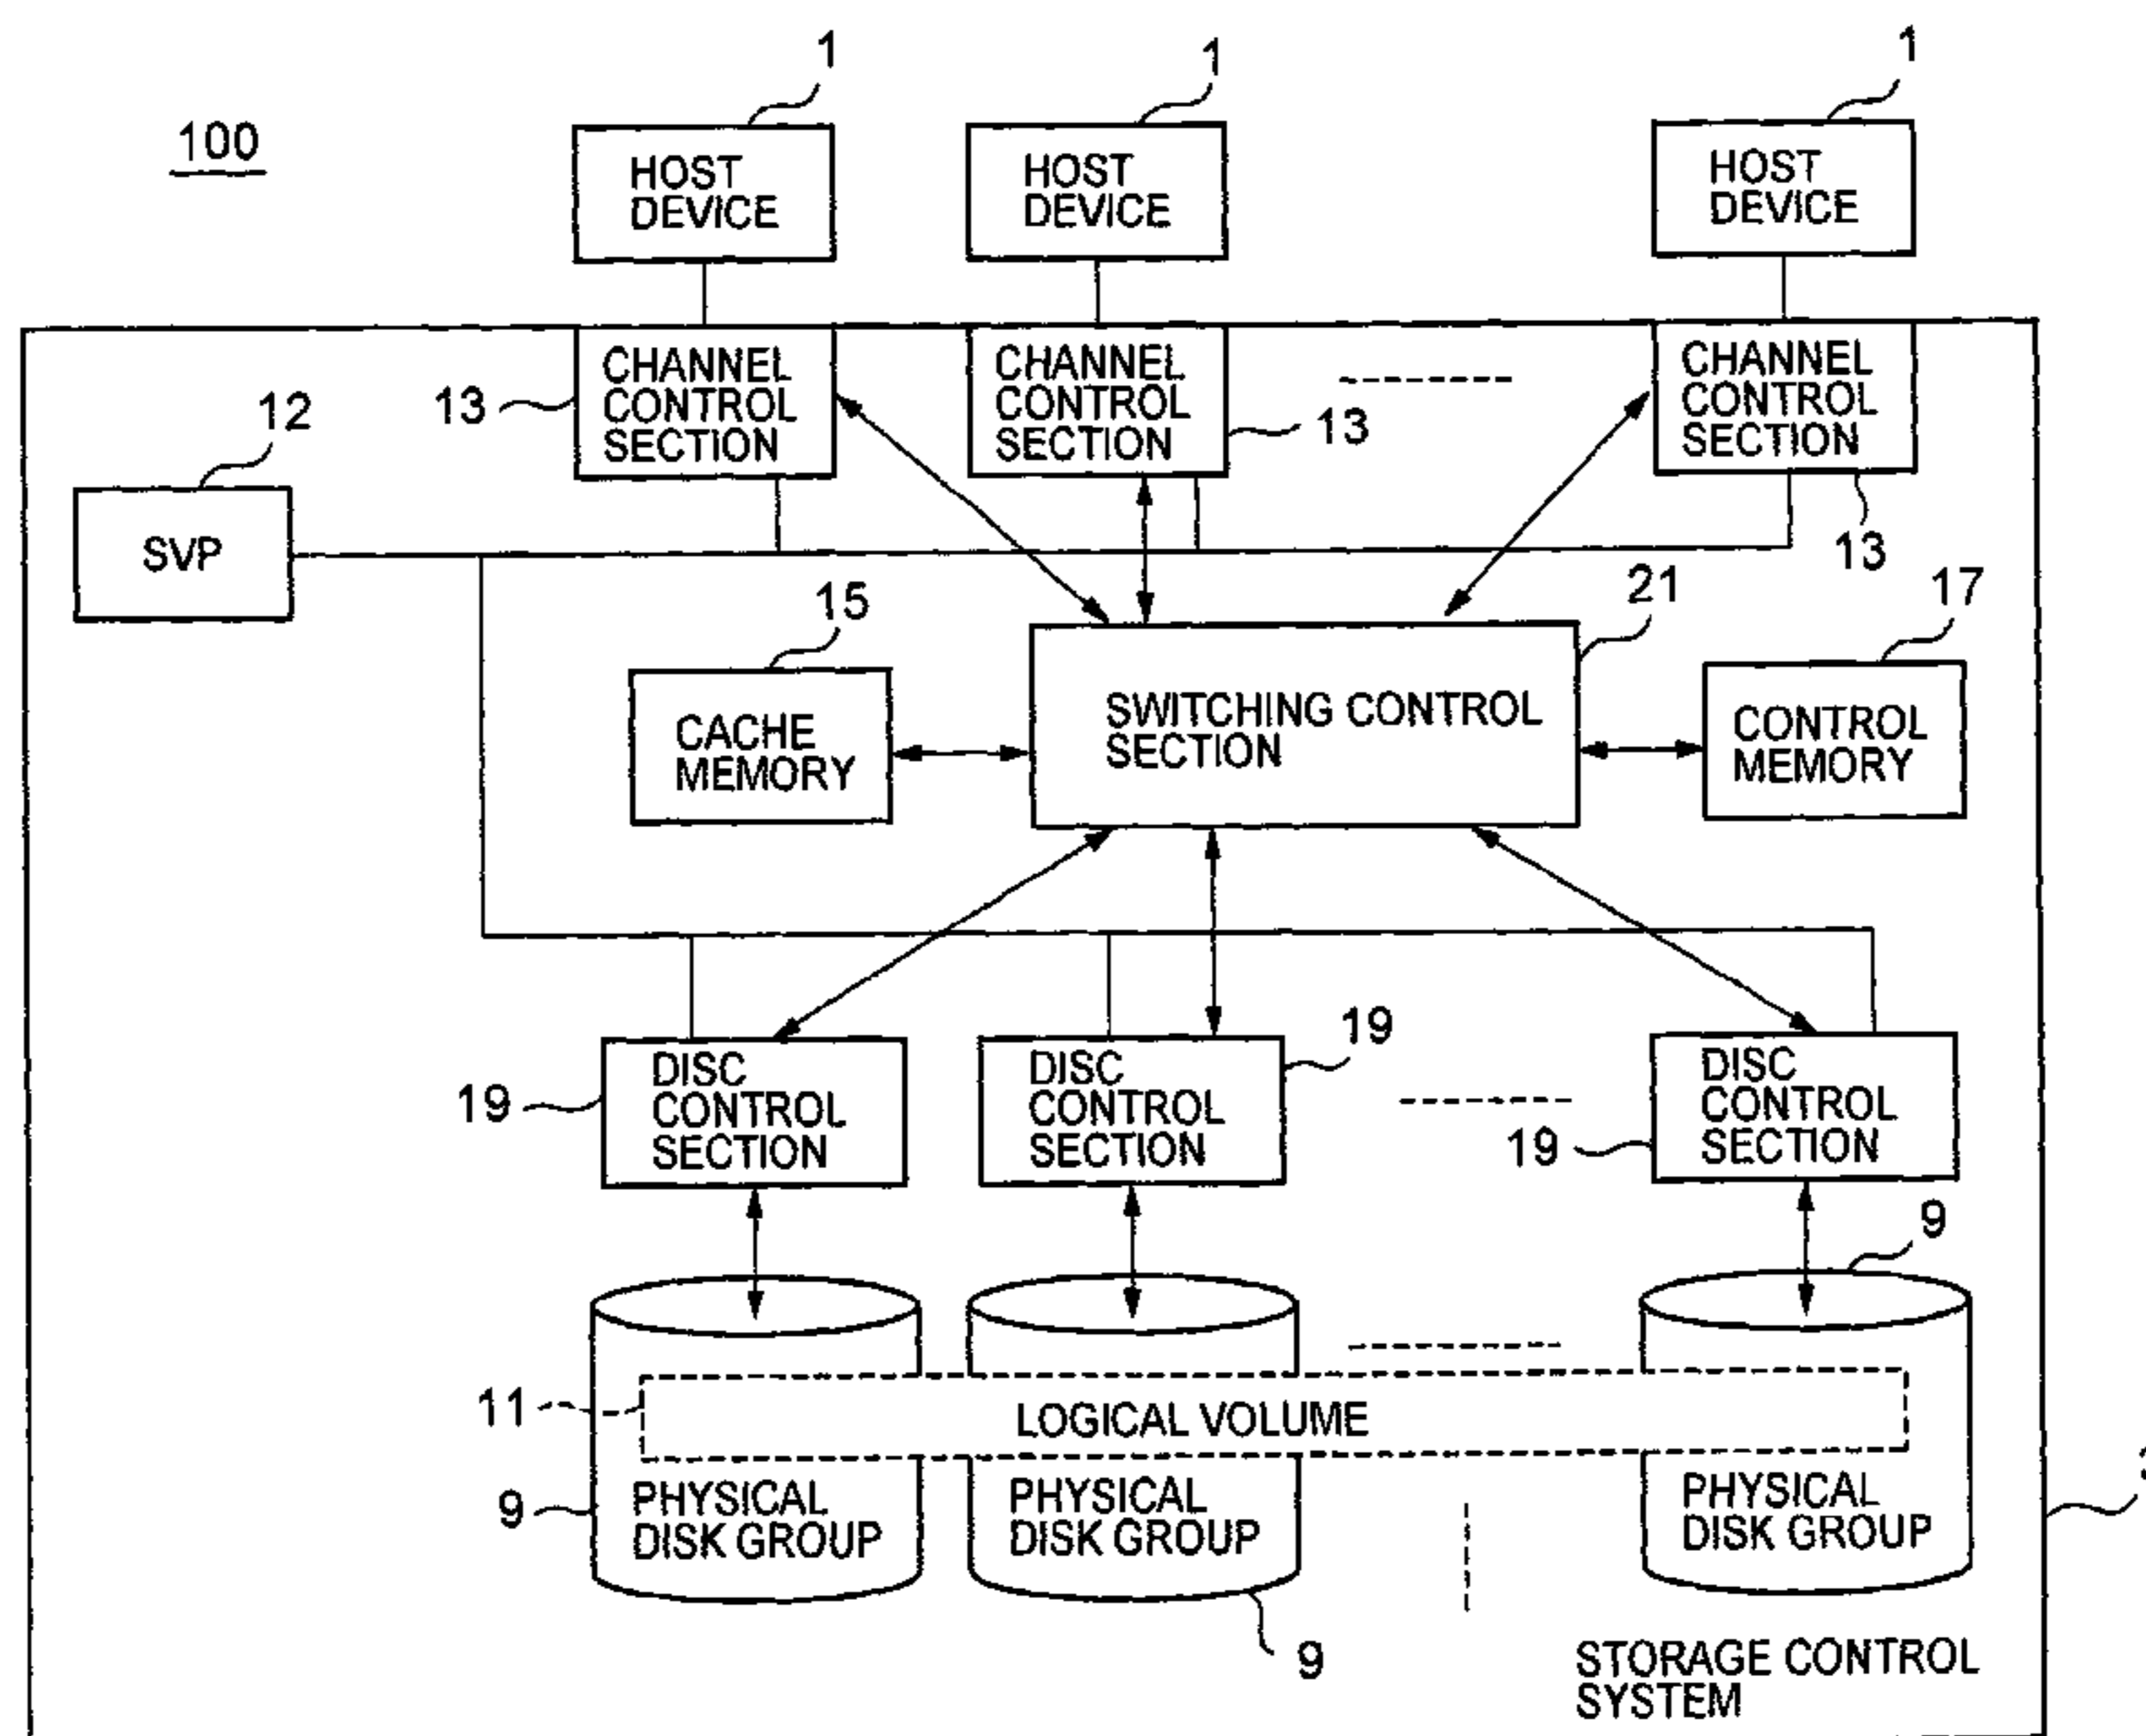 1
1
1
100
HOST
DEVICE
HOST
DEVICE
HOST
DEVICE
CHANNEL
CONTROL
SECTION
CHANNEL
CONTROL
SECTION
CHANNEL
CONTROL
SECTION
13
13
13
12
SVP
15
21
17
CACHE
MEMORY
SWITCHING CONTROL
SECTION
CONTROL
MEMORY
19
DISC
CONTROL
SECTION
19
DISC
CONTROL
SECTION
19
DISC
CONTROL
SECTION
9
11
LOGICAL VOLUME
9
PHYSICAL
DISK GROUP
PHYSICAL
DISK GROUP
PHYSICAL
DISK GROUP
9
STORAGE CONTROL
SYSTEM